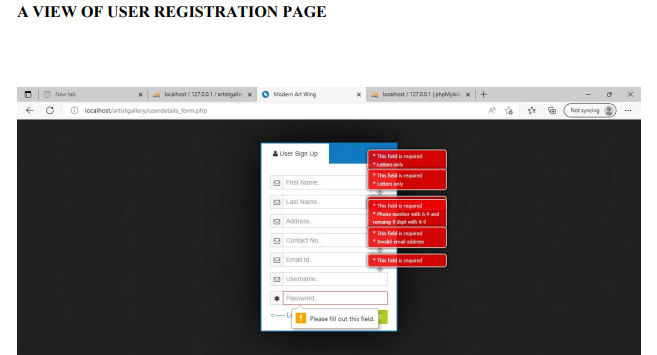 A VIEW OF USER REGISTRATION PAGE
New tab
localhost / 127.0.0.1 / artistgalle
Modern Art Wing
localhost / 127.0.0.1 | phpMyAd
localhost/artistgallery/userdetails_form.php
Not syncing
User Sign Up
* This field is required
* Letters only
First Name..
* This field is required
* Letters only
Last Name..
* This field is required
* Phone number with 6-9 and
remaing 9 digit with 0-9
Address..
Contact No..
* This field is required
* Invalid email address
Email Id..
* This field is required
Username..
Password..
<----
Please fill out this field.